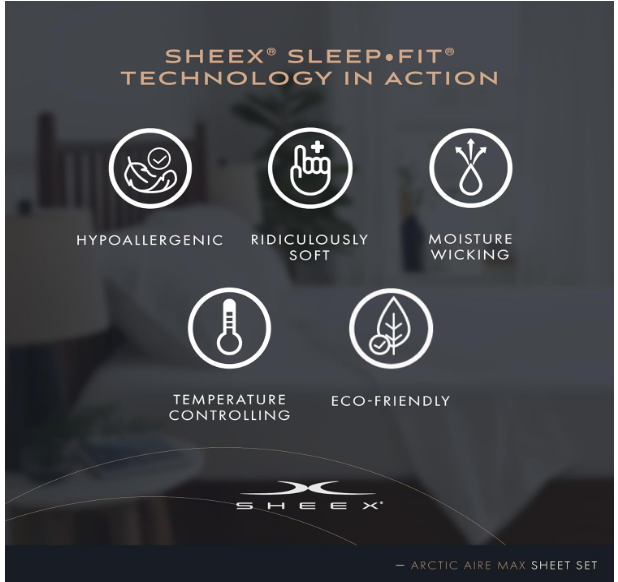 SHEEX® SLEEP•FIT®
TECHNOLOGY IN ACTION
HYPOALLERGENIC
RIDICULOUSLY
SOFT
MOISTURE
WICKING
TEMPERATURE
CONTROLLING
ECO-FRIENDLY
SHEEX®
— ARCTIC AIRE MAX SHEET SET